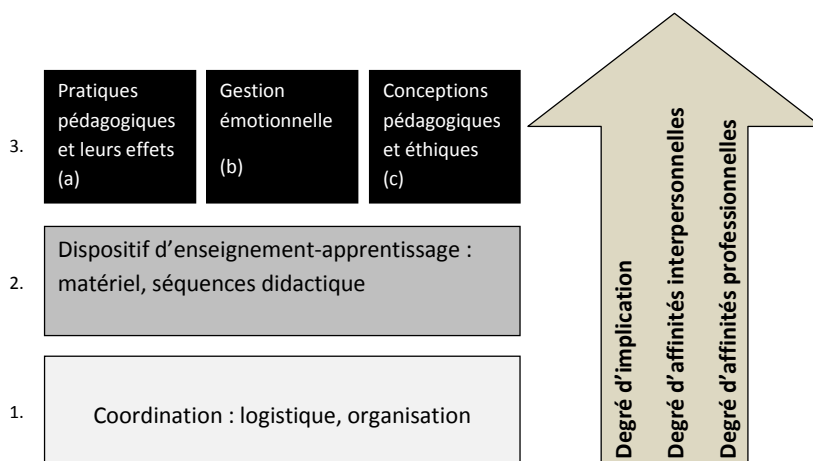 3.
Pratiques
pédagogiques
et leurs effets
(a)
Gestion
émotionnelle
(b)
Conceptions
pédagogiques
et éthiques
(c)
2.
Dispositif d’enseignement-apprentissage :
matériel, séquences didactique
1.
Coordination : logistique, organisation
Degré d’implication
Degré d’affinités interpersonnelles
Degré d’affinités professionnelles